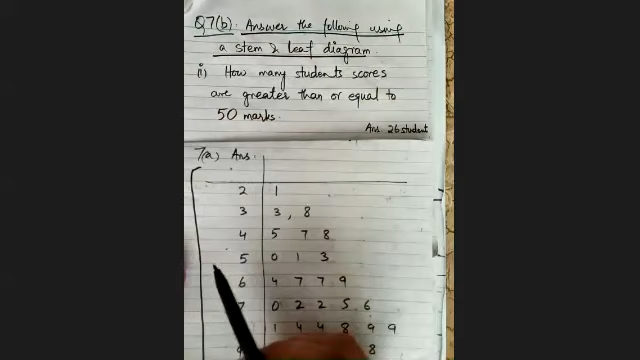 Q7(b). Answer the following using
a stem & leaf diagram.
(i) How many students scores
are greater than or equal to
50 marks.
Ans. 26 student
7(a) Ans.
2 | 1
3 | 3, 8
4 | 5 7 8
5 | 0 1 3
6 | 4 7 7 9
7 | 0 2 2 5 6
1 4 4 8 9 9
8